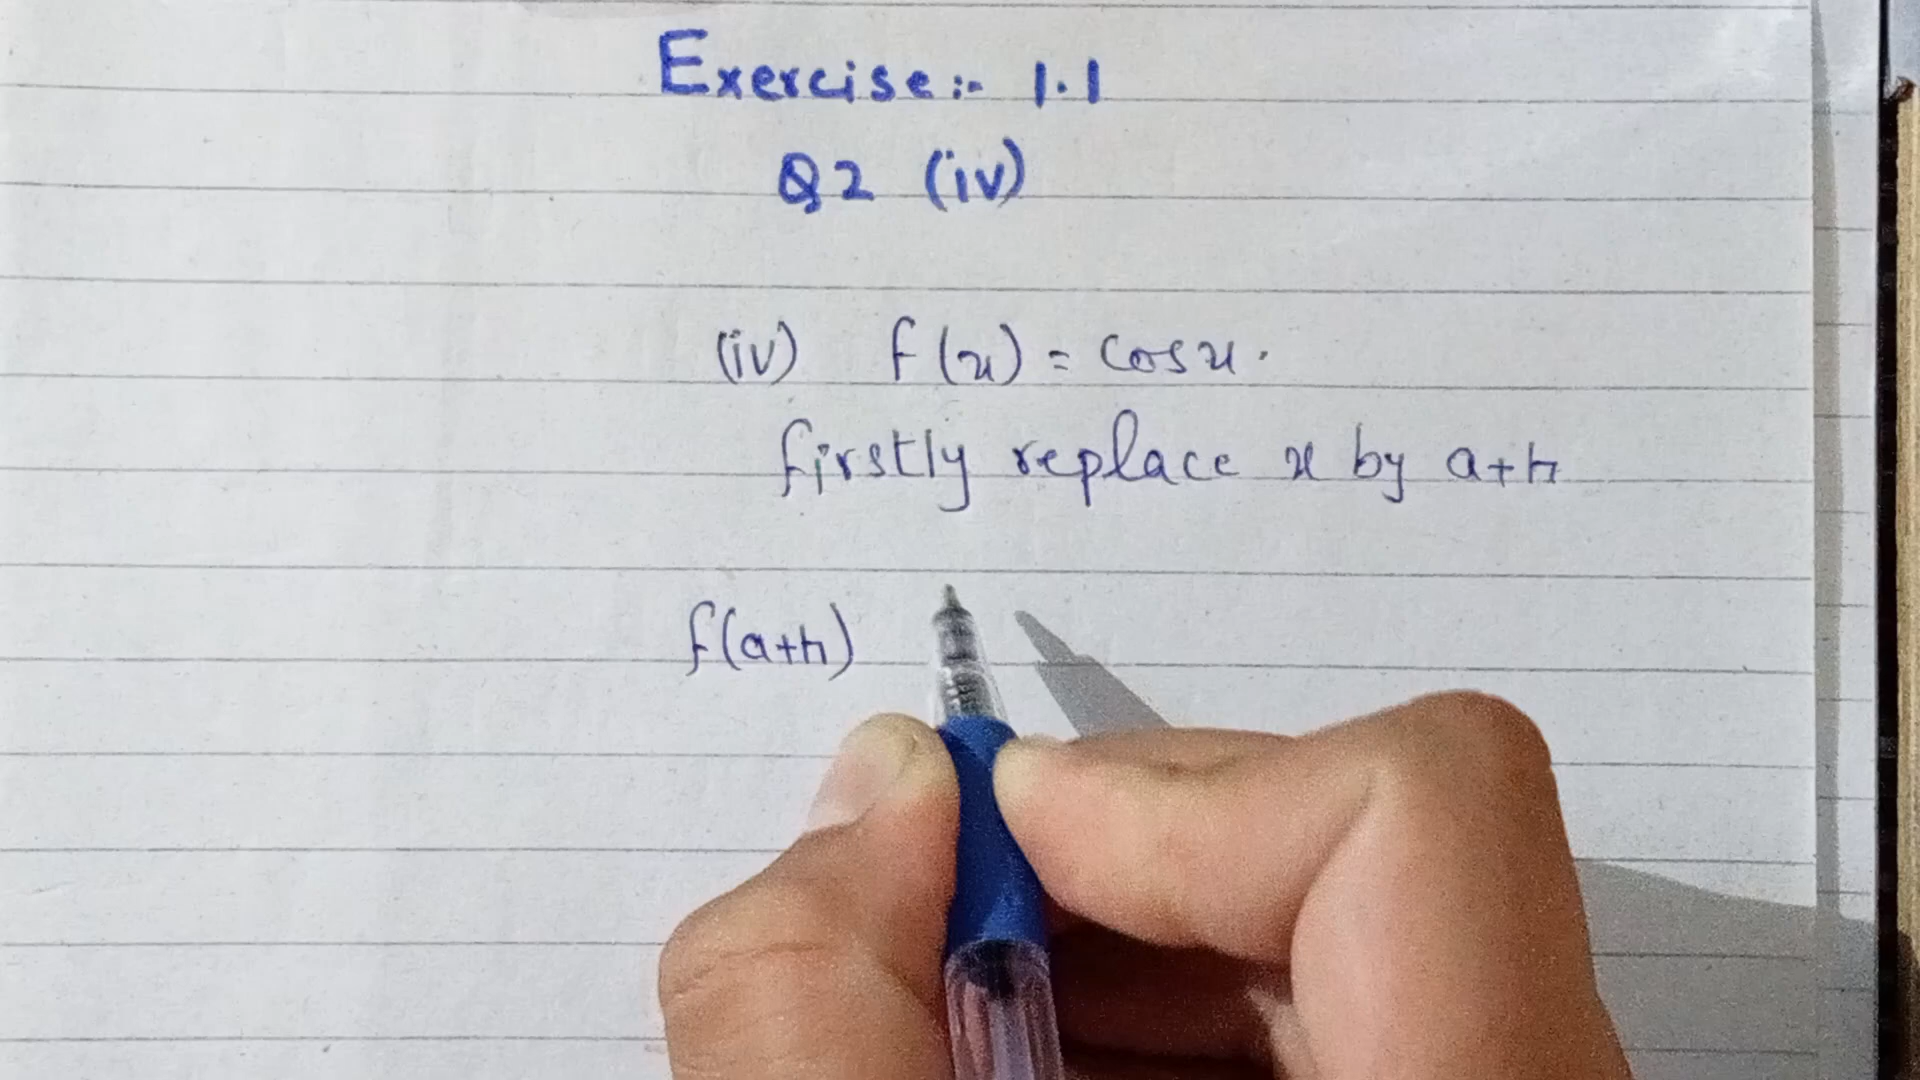 Exercise:- 1.1
Q2 (iv)
(iv) f(x) = cosx.
firstly replace x by a+h
f(a+h)